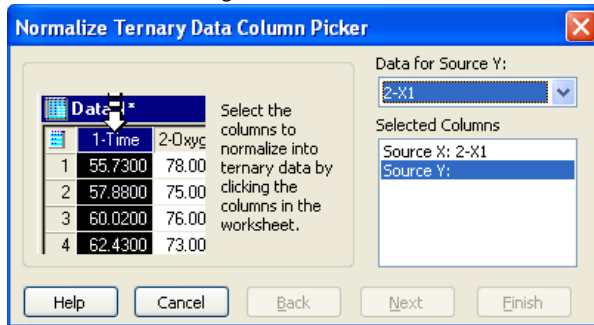 Normalize Ternary Data Column Picker
Data for Source Y:
2-X1
Selected Columns
Source X: 2-X1
Source Y:
Select the
columns to
normalize into
ternary data by
clicking the
columns in the
worksheet.
1-Time 2-Oxyg
1 55.7300 78.00
2 57.8800 75.00
3 60.0200 76.00
4 62.4300 73.00
Help Cancel Back Next Finish